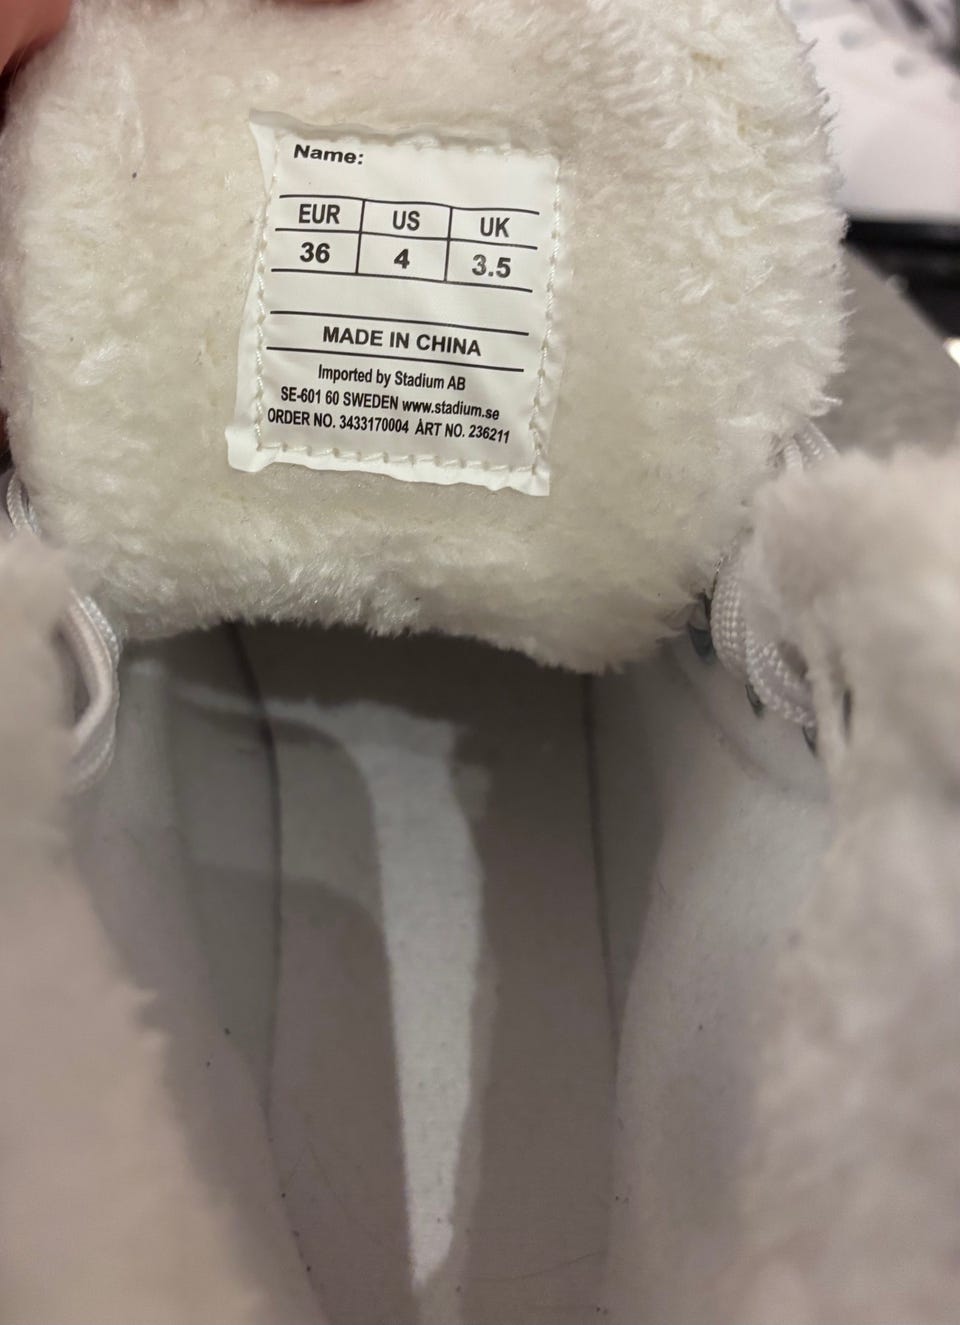 Name:
EUR US UK
36 4 3.5
MADE IN CHINA
Imported by Stadium AB
SE-601 60 SWEDEN www.stadium.se
ORDER NO. 3433170004 ART NO. 236211